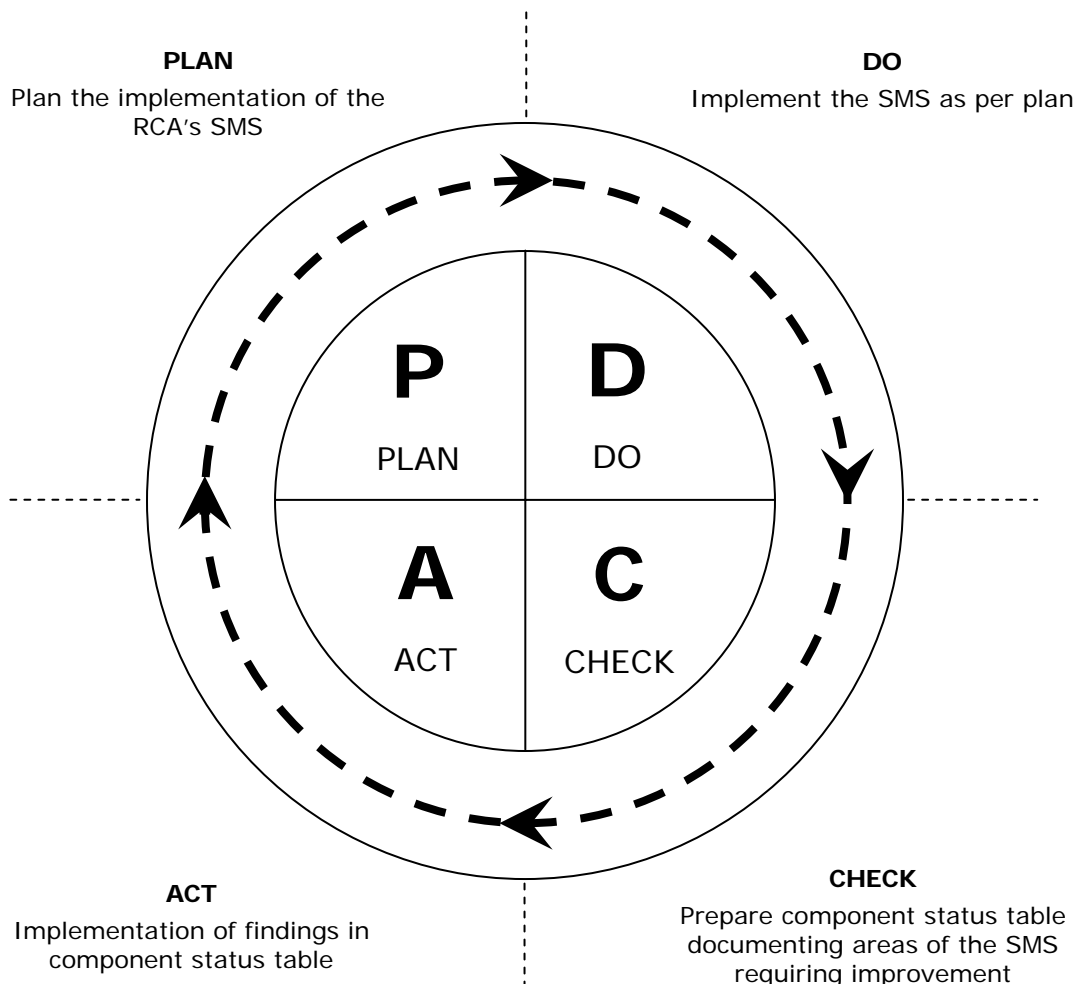 PLAN
Plan the implementation of the
RCA's SMS
DO
Implement the SMS as per plan
P
PLAN
D
DO
A
ACT
C
CHECK
ACT
Implementation of findings in
component status table
CHECK
Prepare component status table
documenting areas of the SMS
requiring improvement